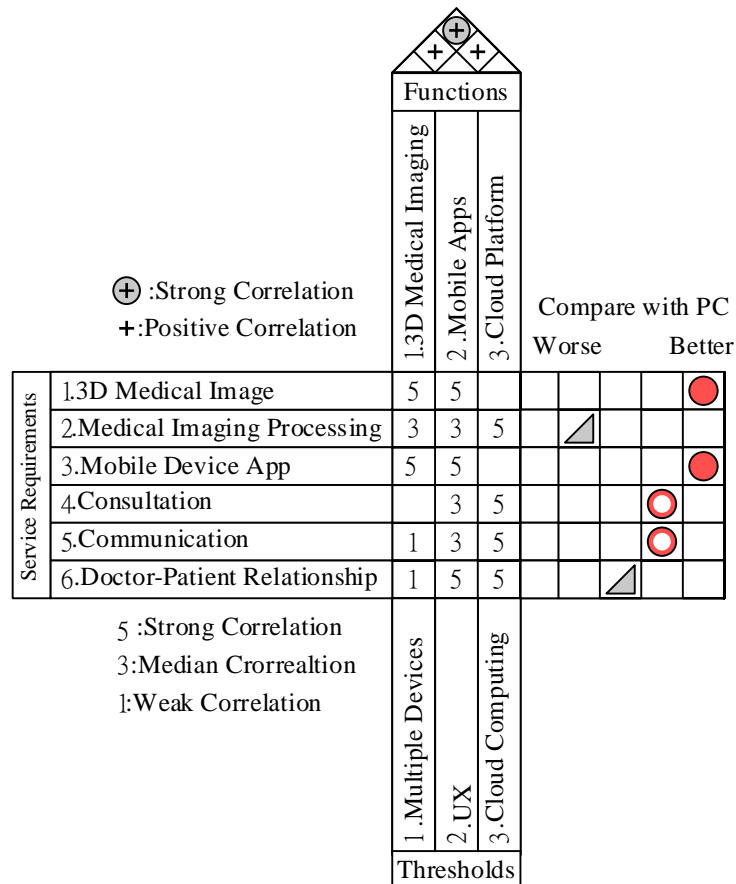 Functions
1.3D Medical Imaging
2.Mobile Apps
3.Cloud Platform
:Strong Correlation
+:Positive Correlation
Compare with PC
Worse Better
Service Requirements
1.3D Medical Image 5 5
2.Medical Imaging Processing 3 3 5
3.Mobile Device App 5 5
4.Consultation 3 5
5.Communication 1 3 5
6.Doctor-Patient Relationship 1 5 5
5 :Strong Correlation
3:Median Crorrealtion
1:Weak Correlation
1.Multiple Devices
2.UX
3.Cloud Computing
Thresholds